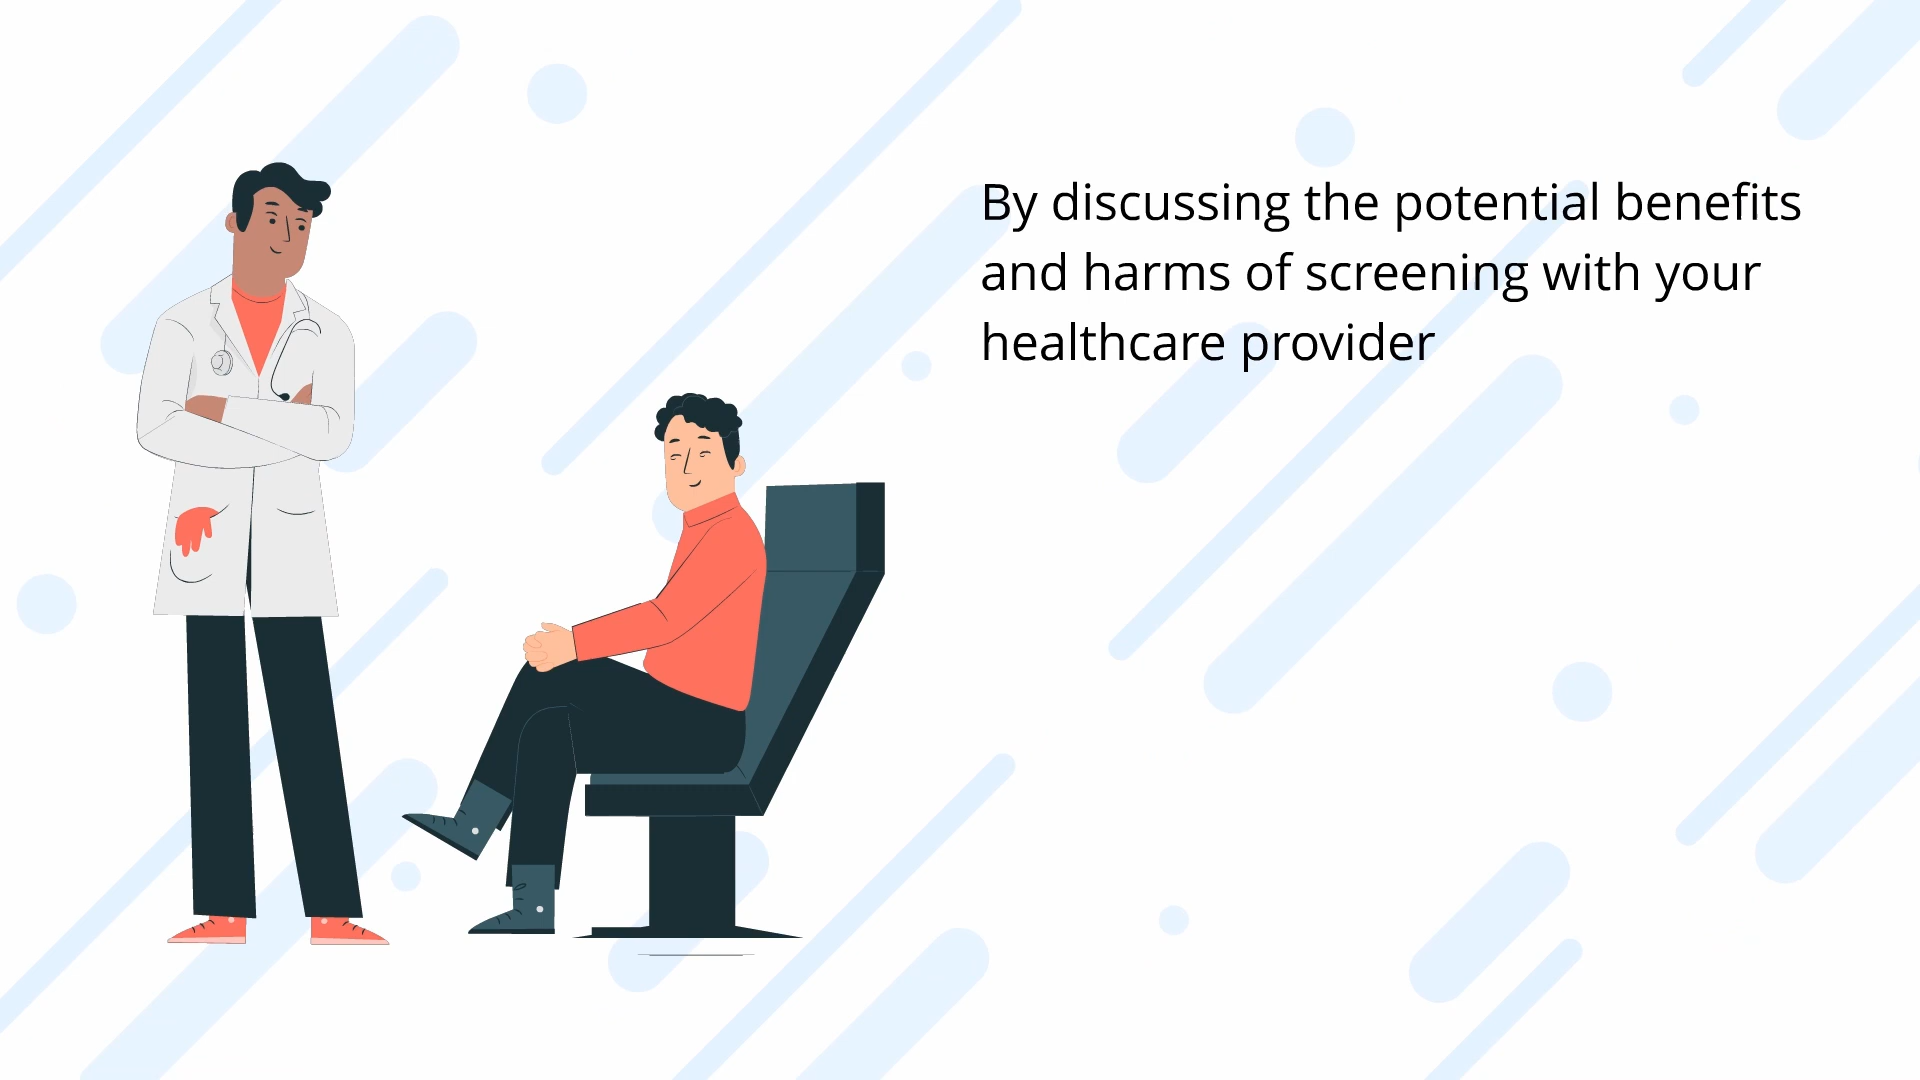 By discussing the potential benefits
and harms of screening with your
healthcare provider